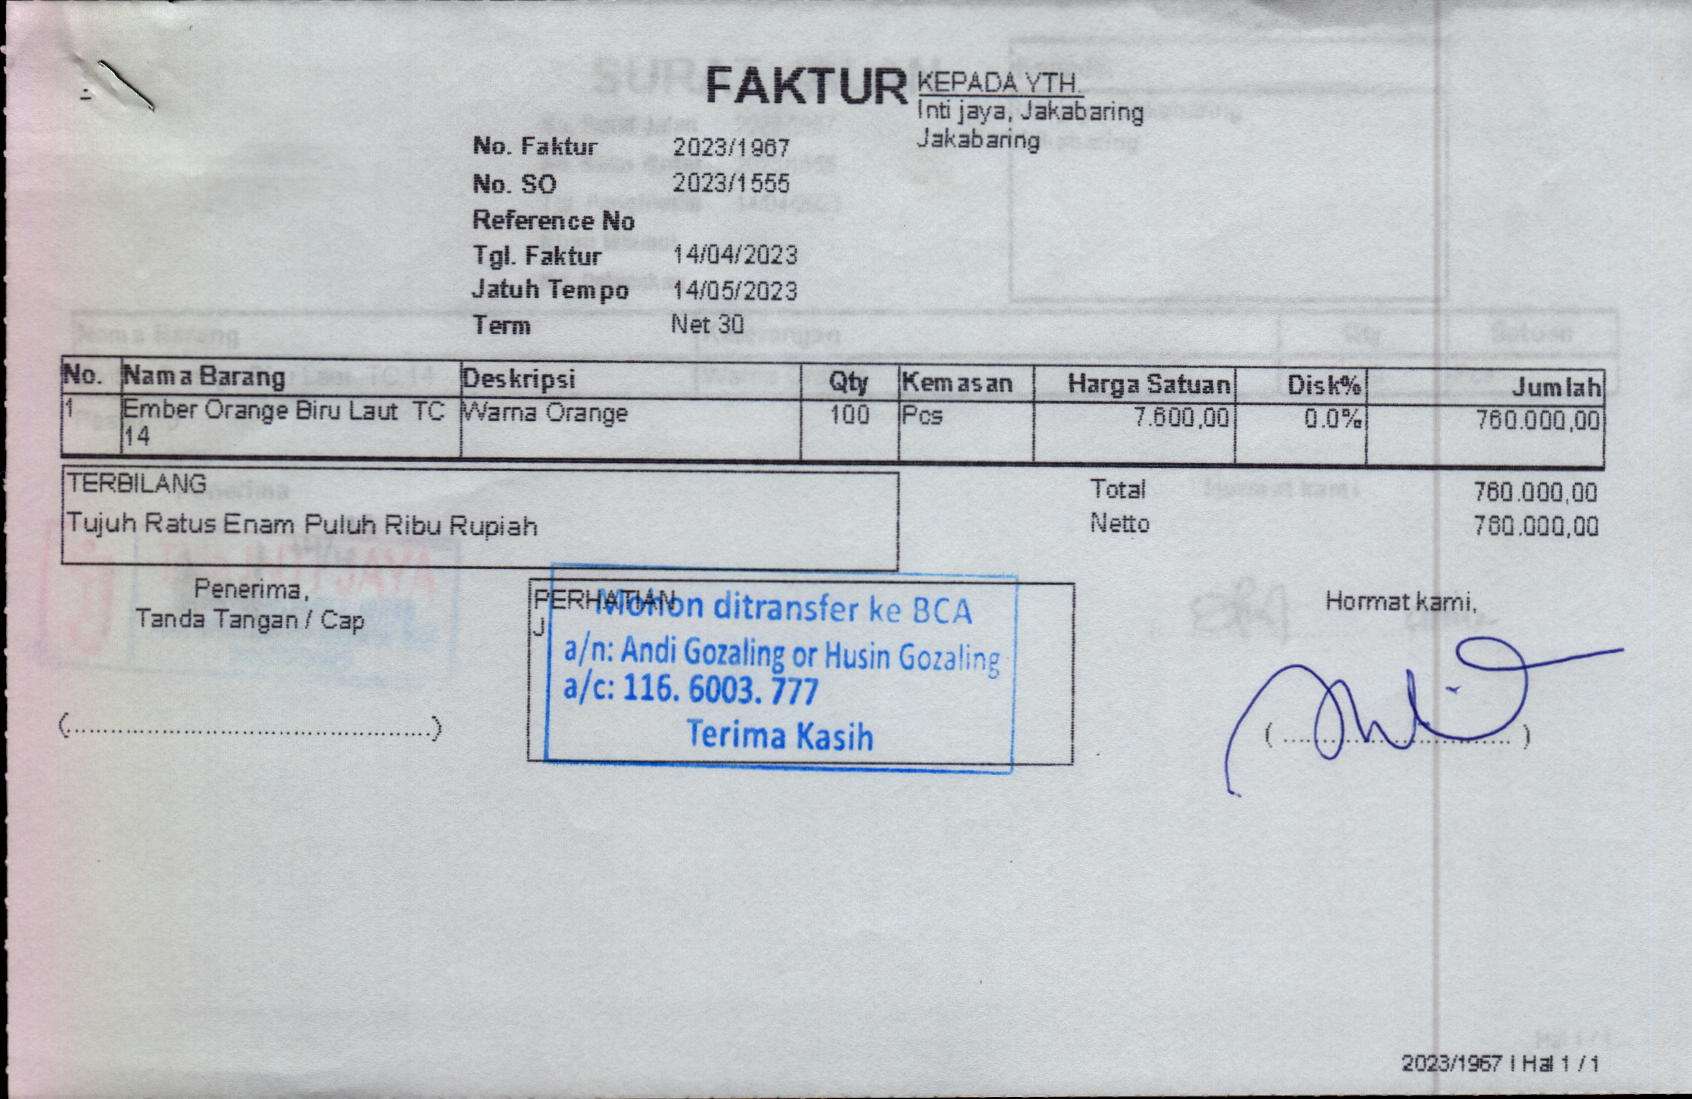 FAKTUR
KEPADA YTH.
Inti jaya, Jakabaring
Jakabaring
No. Faktur 2023/1967
No. SO 2023/1555
Reference No
Tgl. Faktur 14/04/2023
Jatuh Tempo 14/05/2023
Term Net 30
No. Nama Barang Deskripsi Qty Kemasan Harga Satuan Disk% Jumlah
1 Ember Orange Biru Laut TC Warna Orange 100 Pcs 7.600,00 0.0% 760.000,00
14
TERBILANG
Tujuh Ratus Enam Puluh Ribu Rupiah
Total 760.000,00
Netto 760.000,00
Penerima,
Tanda Tangan / Cap
(..............................................)
PERHATIAN
J
Mohon ditransfer ke BCA
a/n: Andi Gozaling or Husin Gozaling
a/c: 116. 6003. 777
Terima Kasih
Hormat kami,
( ............................... )
2023/1967 | Hal 1 / 1